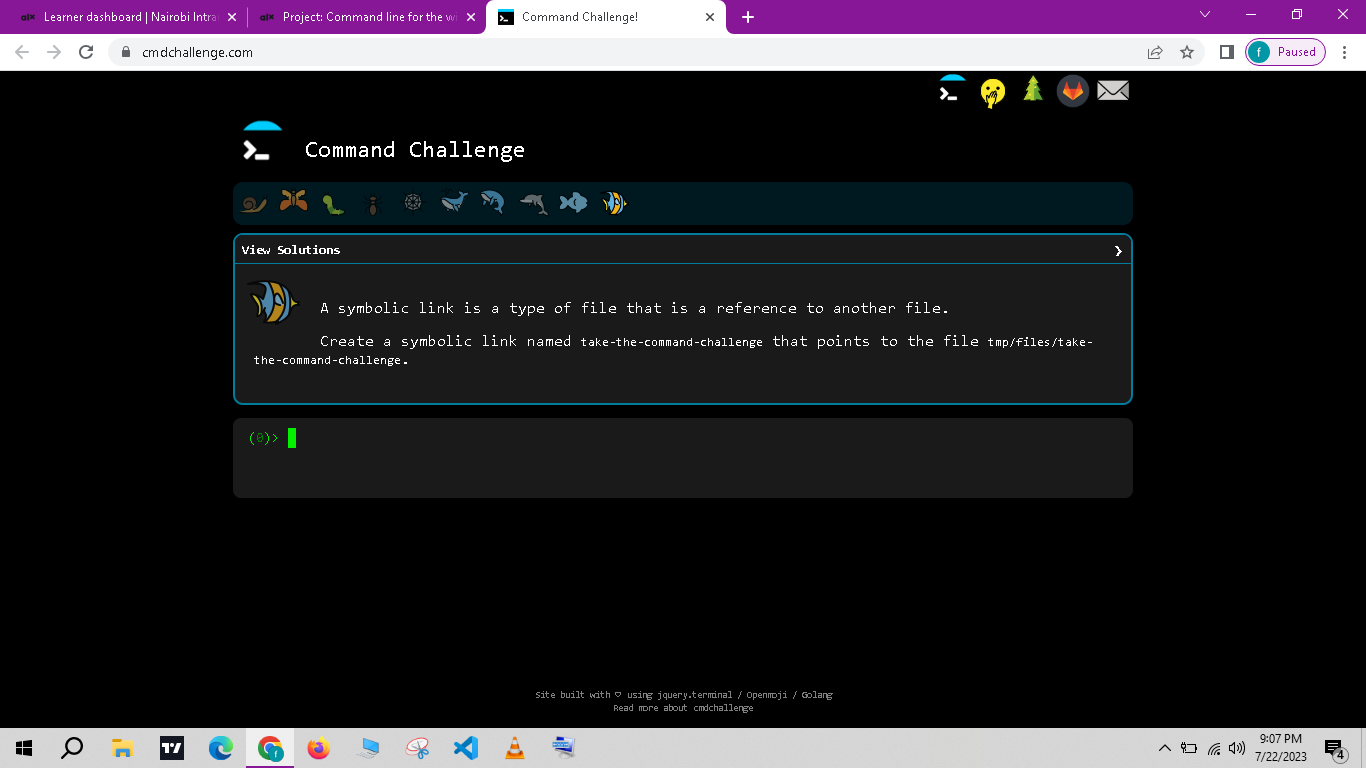 alx Learner dashboard | Nairobi Intra
alx Project: Command line for the wi
Command Challenge!
cmdchallenge.com
f Paused
Command Challenge
View Solutions
A symbolic link is a type of file that is a reference to another file.
Create a symbolic link named take-the-command-challenge that points to the file tmp/files/take-
the-command-challenge.
(0)>
Site built with ♡ using jquery.terminal / Openmoji / Golang
Read more about cmdchallenge
f
9:07 PM
7/22/2023
4